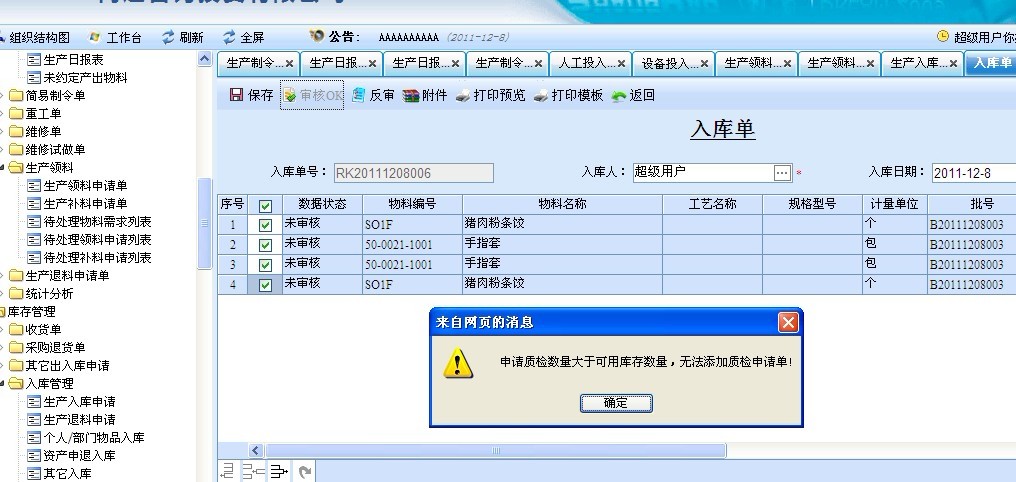 组织结构图 工作台 刷新 全屏 公告: AAAAAAAAAA (2011-12-8) 超级用户你
生产日报表
未约定产出物料
简易制令单
重工单
维修单
维修试做单
生产领料
生产领料申请单
生产补料申请单
待处理物料需求列表
待处理领料申请列表
待处理补料申请列表
生产退料申请单
统计分析
库存管理
收货单
采购退货单
其它出入库申请
入库管理
生产入库申请
生产退料申请
个人/部门物品入库
资产申退入库
其它入库
生产制令... 生产日报... 生产日报... 生产制令... 人工投入... 设备投入... 生产领料... 生产领料... 生产入库... 入库单
保存 审核OK 反审 附件 打印预览 打印模板 返回
入库单
入库单号: RK20111208006 入库人: 超级用户 ... * 入库日期: 2011-12-8
序号 数据状态 物料编号 物料名称 工艺名称 规格型号 计量单位 批号
1 未审核 SO1F 猪肉粉条饺 个 B20111208003
2 未审核 50-0021-1001 手指套 包 B20111208003
3 未审核 50-0021-1001 手指套 包 B20111208003
4 未审核 SO1F 猪肉粉条饺 个 B20111208003
来自网页的消息
申请质检数量大于可用库存数量，无法添加质检申请单!
确定